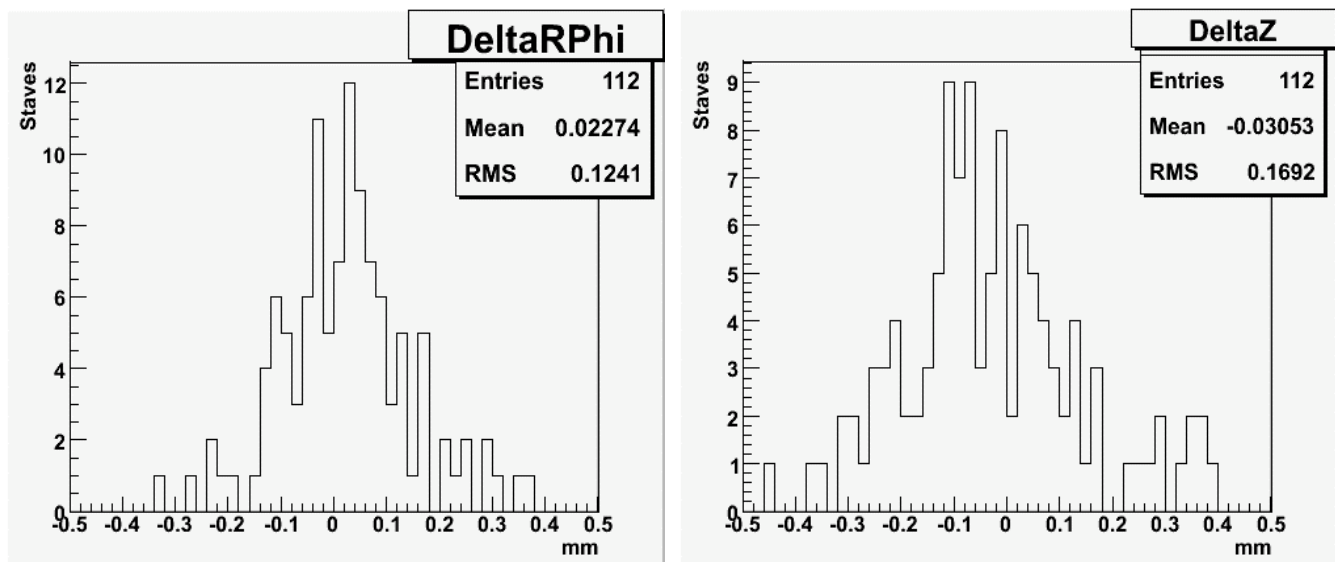 DeltaRPhi
Entries 112
Mean 0.02274
RMS 0.1241
Staves
12
10
8
6
4
2
0
-0.5 -0.4 -0.3 -0.2 -0.1 0 0.1 0.2 0.3 0.4 0.5
mm
DeltaZ
Entries 112
Mean -0.03053
RMS 0.1692
Staves
9
8
7
6
5
4
3
2
1
0
-0.5 -0.4 -0.3 -0.2 -0.1 0 0.1 0.2 0.3 0.4 0.5
mm